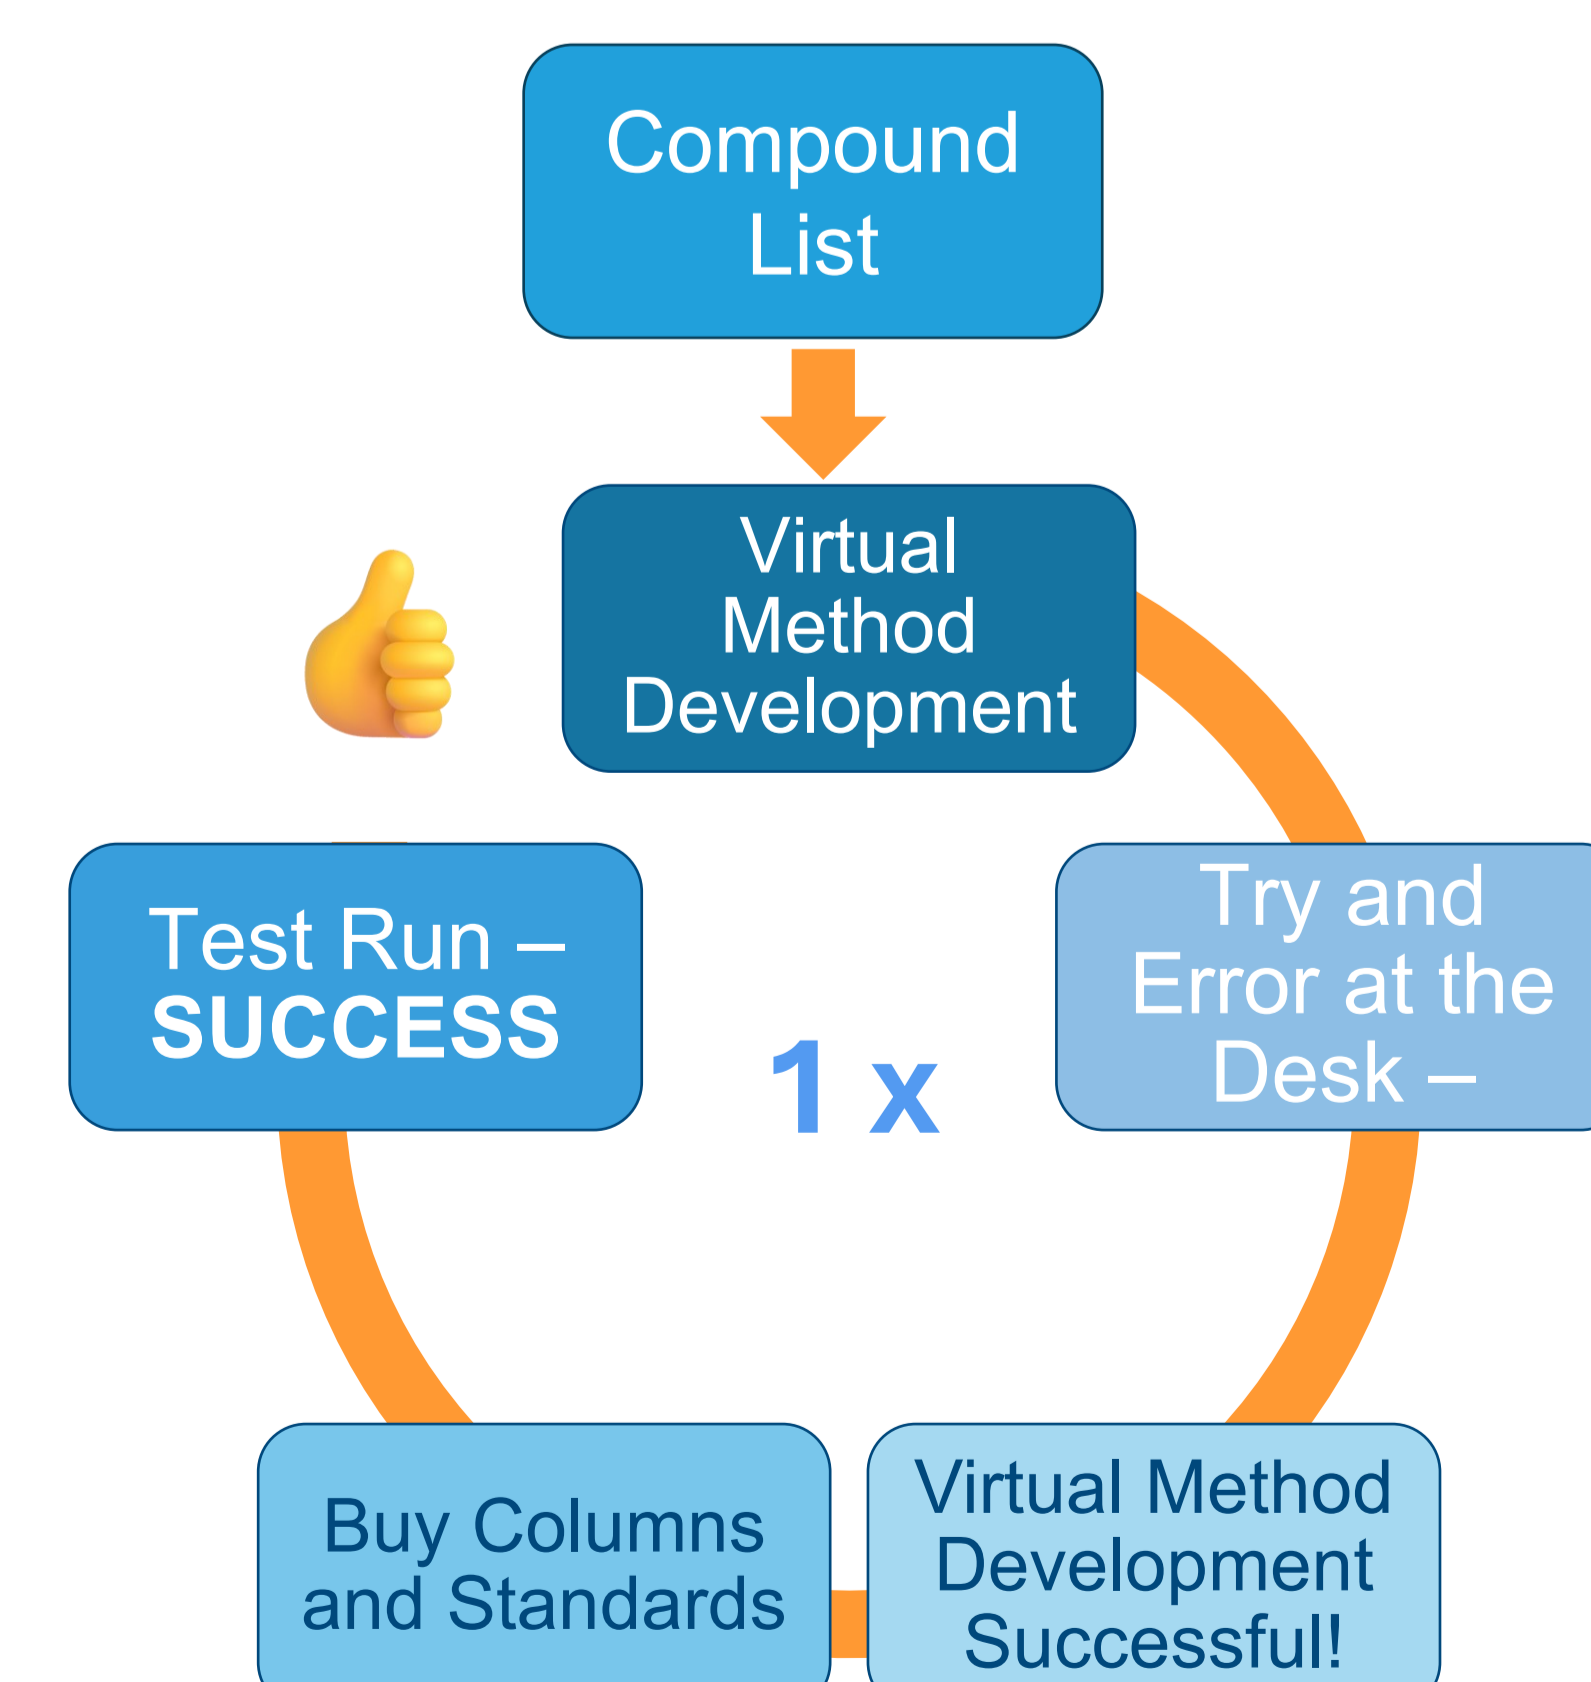 Compound
List
Virtual
Method
Development
Try and
Error at the
Desk –
Test Run –
SUCCESS
1 x
Virtual Method
Development
Successful!
Buy Columns
and Standards